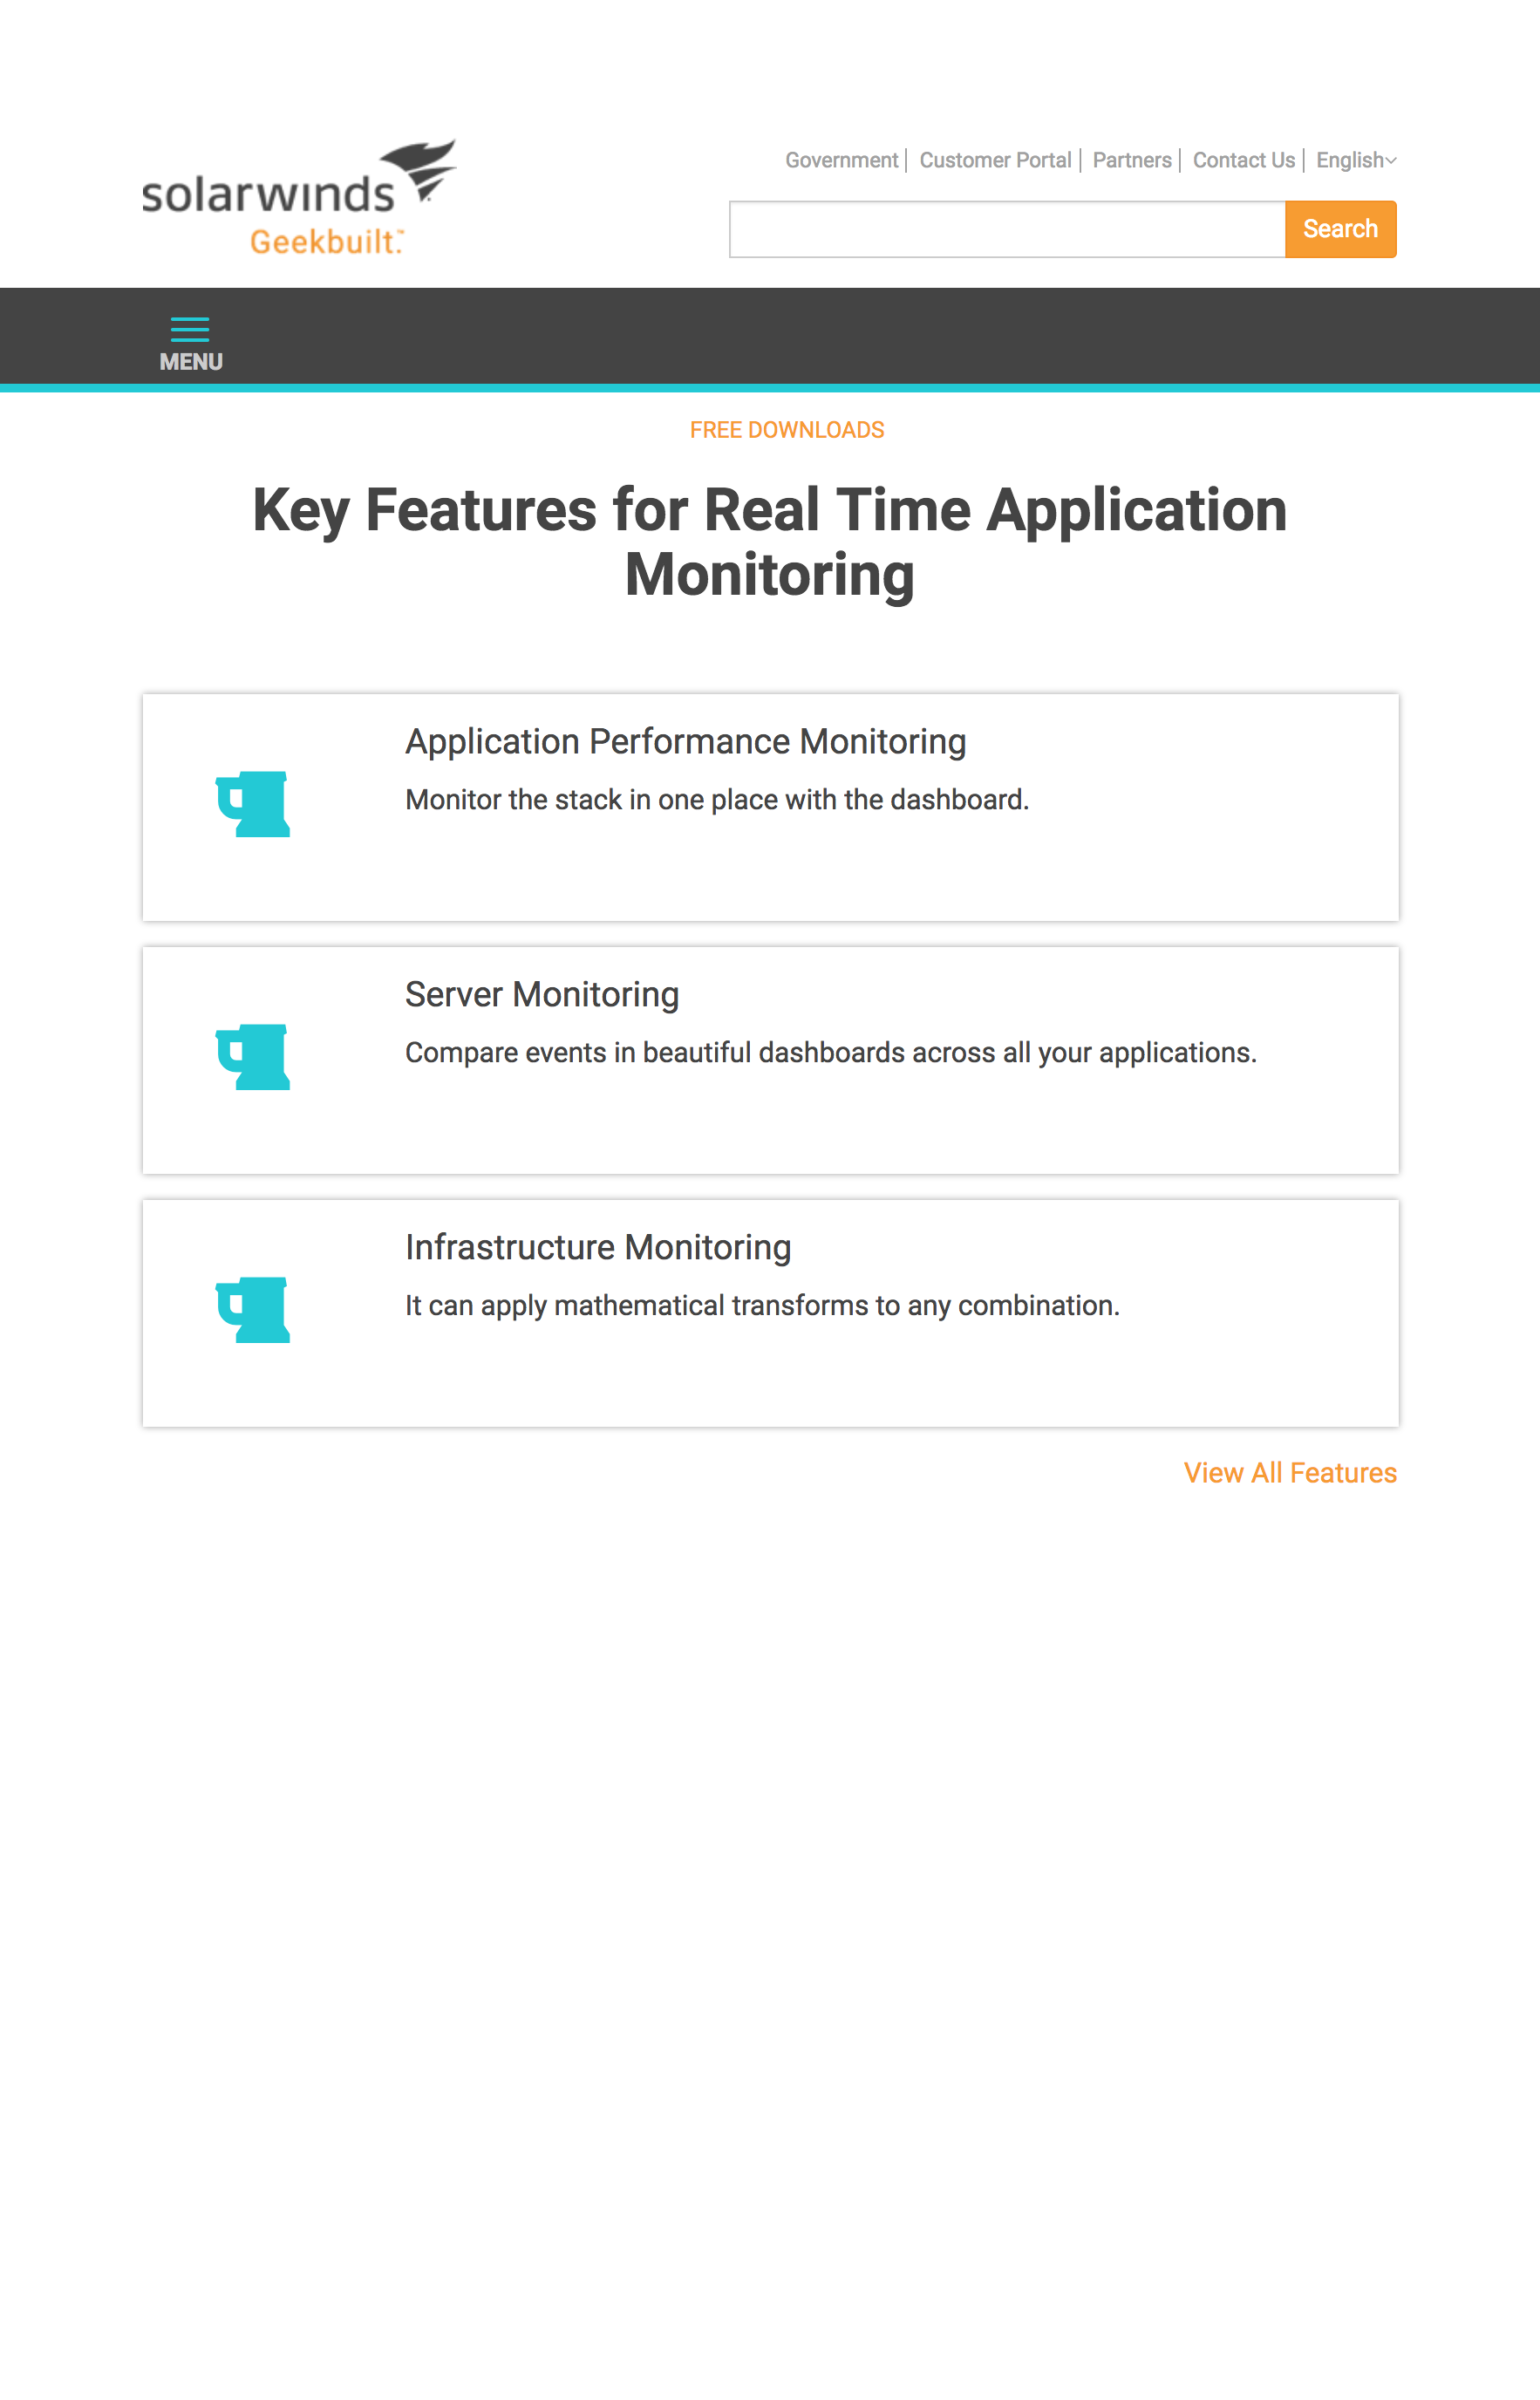 solarwinds
Geekbuilt.™
Government
Customer Portal
Partners
Contact Us
English
Search
MENU
FREE DOWNLOADS
Key Features for Real Time Application
Monitoring
Application Performance Monitoring
Monitor the stack in one place with the dashboard.
Server Monitoring
Compare events in beautiful dashboards across all your applications.
Infrastructure Monitoring
It can apply mathematical transforms to any combination.
View All Features